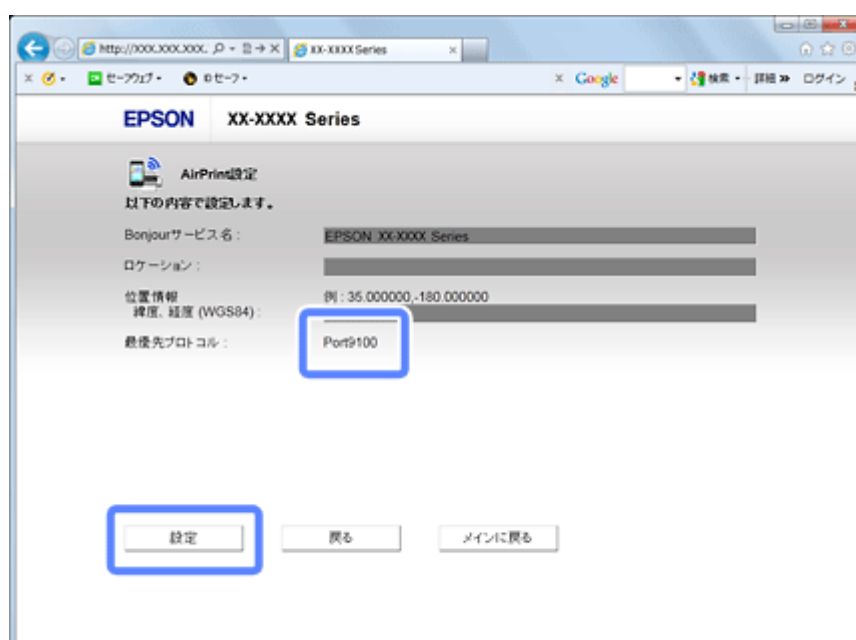 http://XXX.XXX.XXX.
XX-XXXX Series
セーフウェブ
IDセーフ
Google
検索
詳細 »
ログイン
EPSON XX-XXXX Series
AirPrint設定
以下の内容で設定します。
Bonjourサービス名 : EPSON XX-XXXX Series
ロケーション :
位置情報 例 : 35.000000,-180.000000
緯度、経度 (WGS84) :
最優先プロトコル : Port9100
設定 戻る メインに戻る